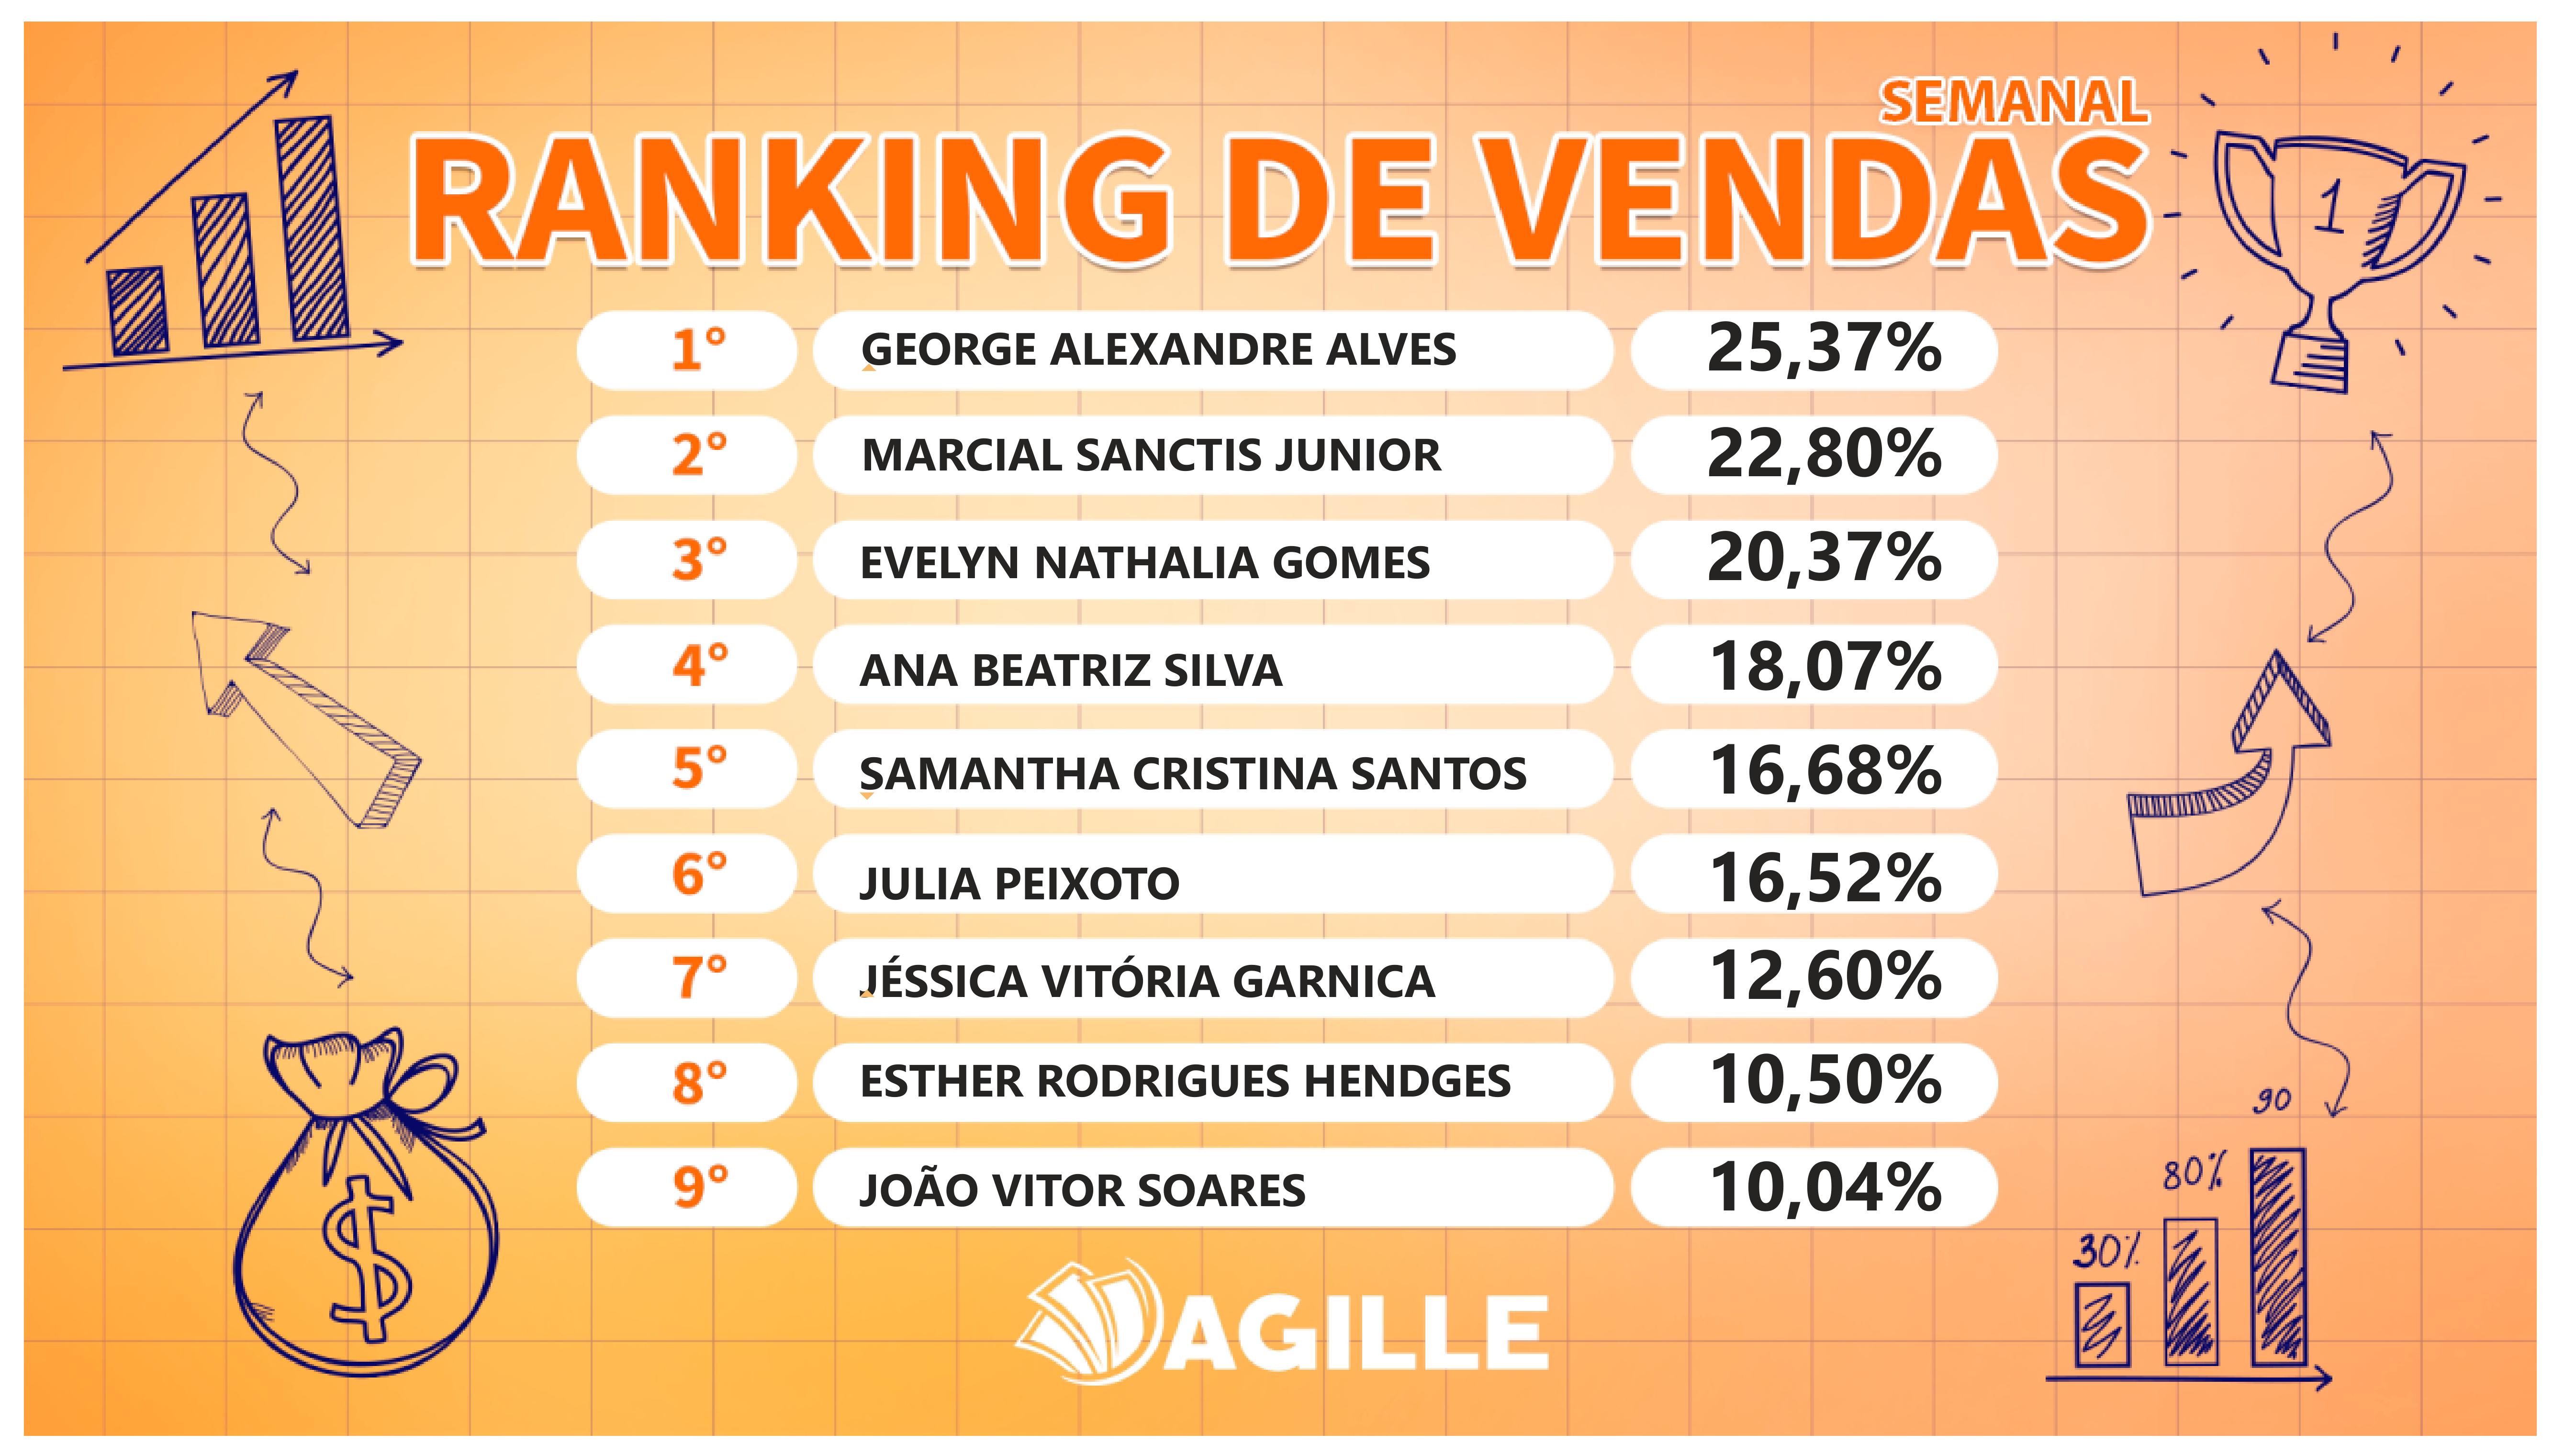 SEMANAL
RANKING DE VENDAS
1
1° GEORGE ALEXANDRE ALVES 25,37%
2° MARCIAL SANCTIS JUNIOR 22,80%
3° EVELYN NATHALIA GOMES 20,37%
4° ANA BEATRIZ SILVA 18,07%
5° SAMANTHA CRISTINA SANTOS 16,68%
6° JULIA PEIXOTO 16,52%
7° JÉSSICA VITÓRIA GARNICA 12,60%
8° ESTHER RODRIGUES HENDGES 10,50%
9° JOÃO VITOR SOARES 10,04%
$
30%
80%
90
AGILLE